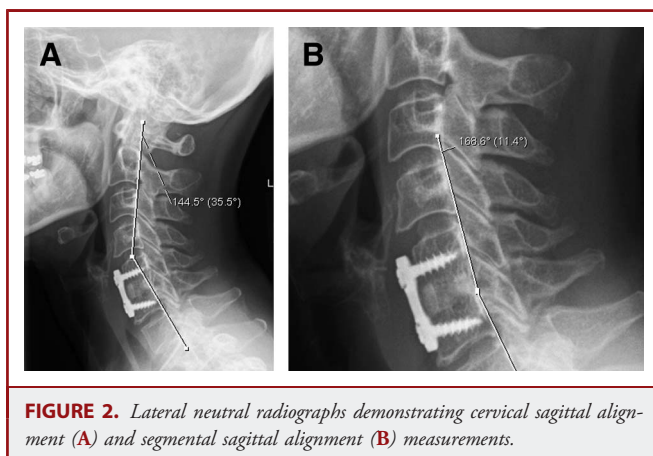 A
B
144.5° (35.5°)
168.6° (11.4°)
L
FIGURE 2. Lateral neutral radiographs demonstrating cervical sagittal align-
ment (A) and segmental sagittal alignment (B) measurements.